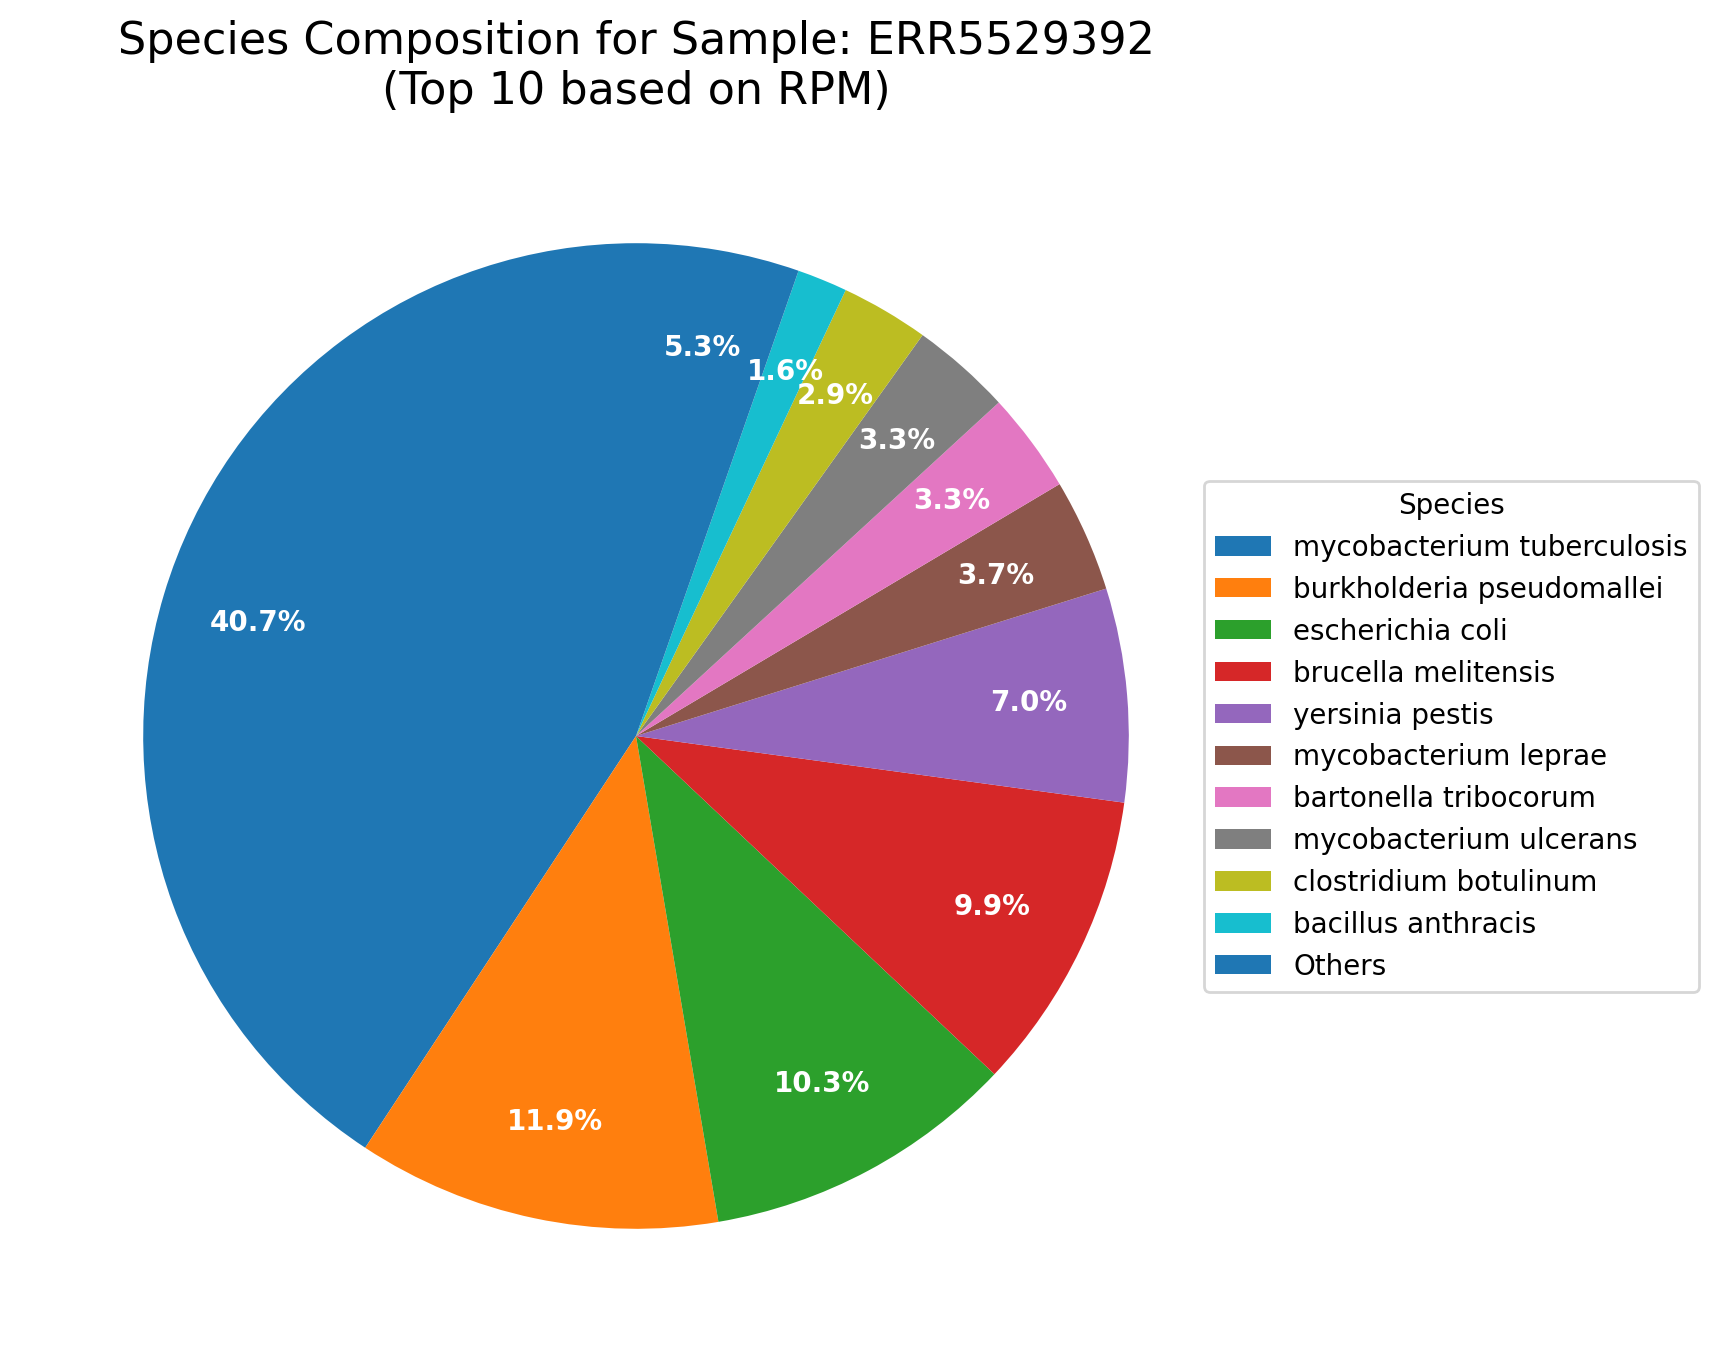 Species Composition for Sample: ERR5529392
(Top 10 based on RPM)
5.3%
1.6%
2.9%
3.3%
3.3%
3.7%
40.7%
7.0%
9.9%
10.3%
11.9%
Species
mycobacterium tuberculosis
burkholderia pseudomallei
escherichia coli
brucella melitensis
yersinia pestis
mycobacterium leprae
bartonella tribocorum
mycobacterium ulcerans
clostridium botulinum
bacillus anthracis
Others